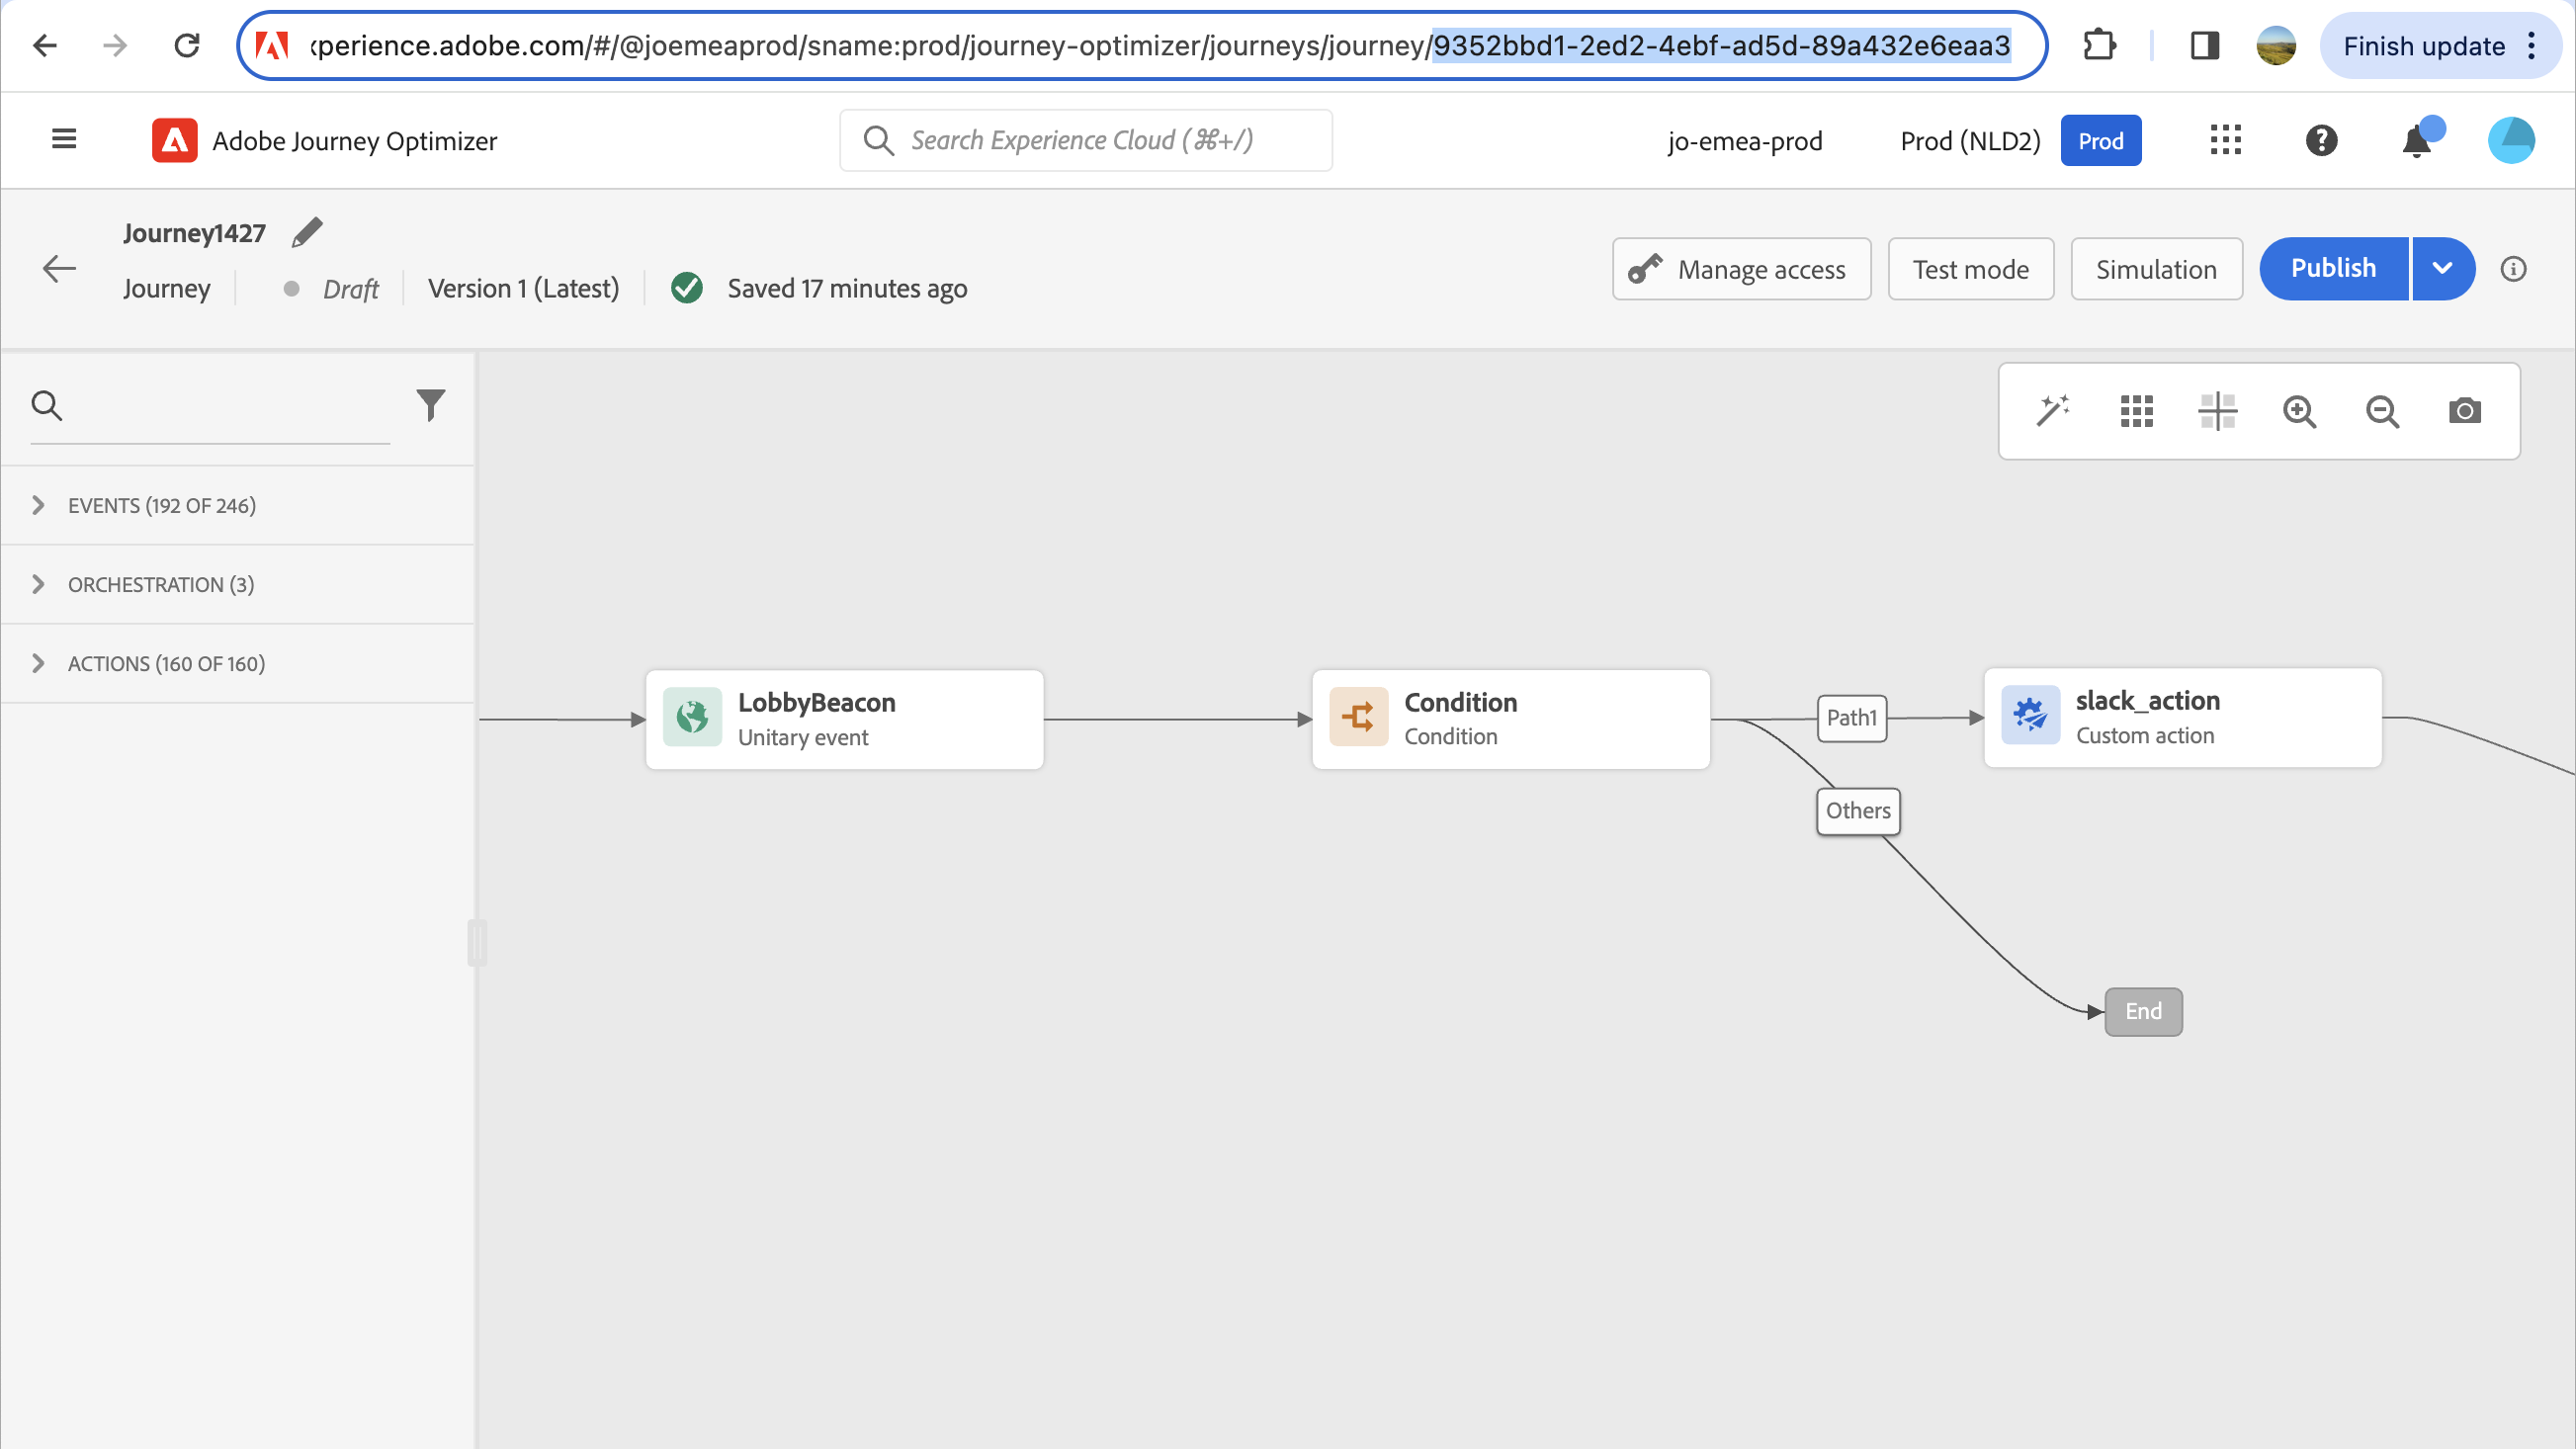 xperience.adobe.com/#/@joemeaprod/sname:prod/journey-optimizer/journeys/journey/9352bbd1-2ed2-4ebf-ad5d-89a432e6eaa3
Finish update
Adobe Journey Optimizer
Search Experience Cloud (⌘+/)
jo-emea-prod
Prod (NLD2)
Prod
Journey1427
Journey
Draft
Version 1 (Latest)
Saved 17 minutes ago
Manage access
Test mode
Simulation
Publish
EVENTS (192 OF 246)
ORCHESTRATION (3)
ACTIONS (160 OF 160)
LobbyBeacon
Unitary event
Condition
Condition
Path1
slack_action
Custom action
Others
End